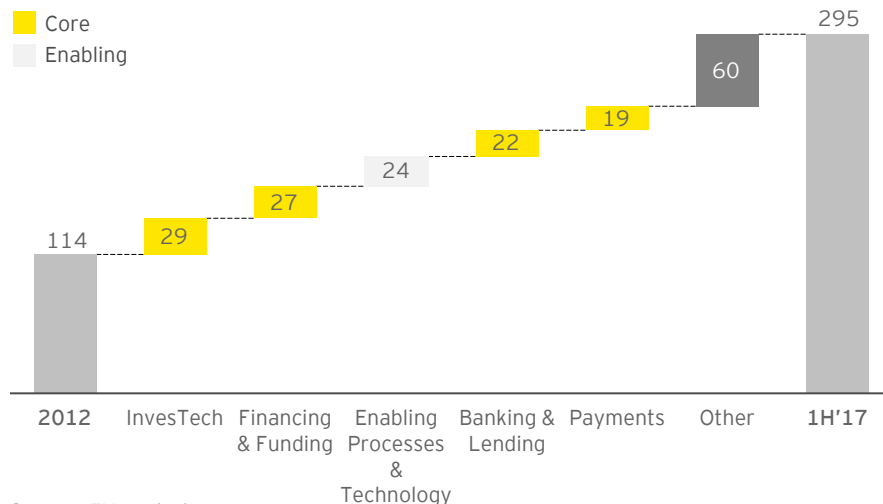 Core
Enabling
295
60
19
22
24
27
29
114
2012 InvesTech Financing Enabling Banking & Payments Other 1H'17
& Funding Processes Lending
&
Technology